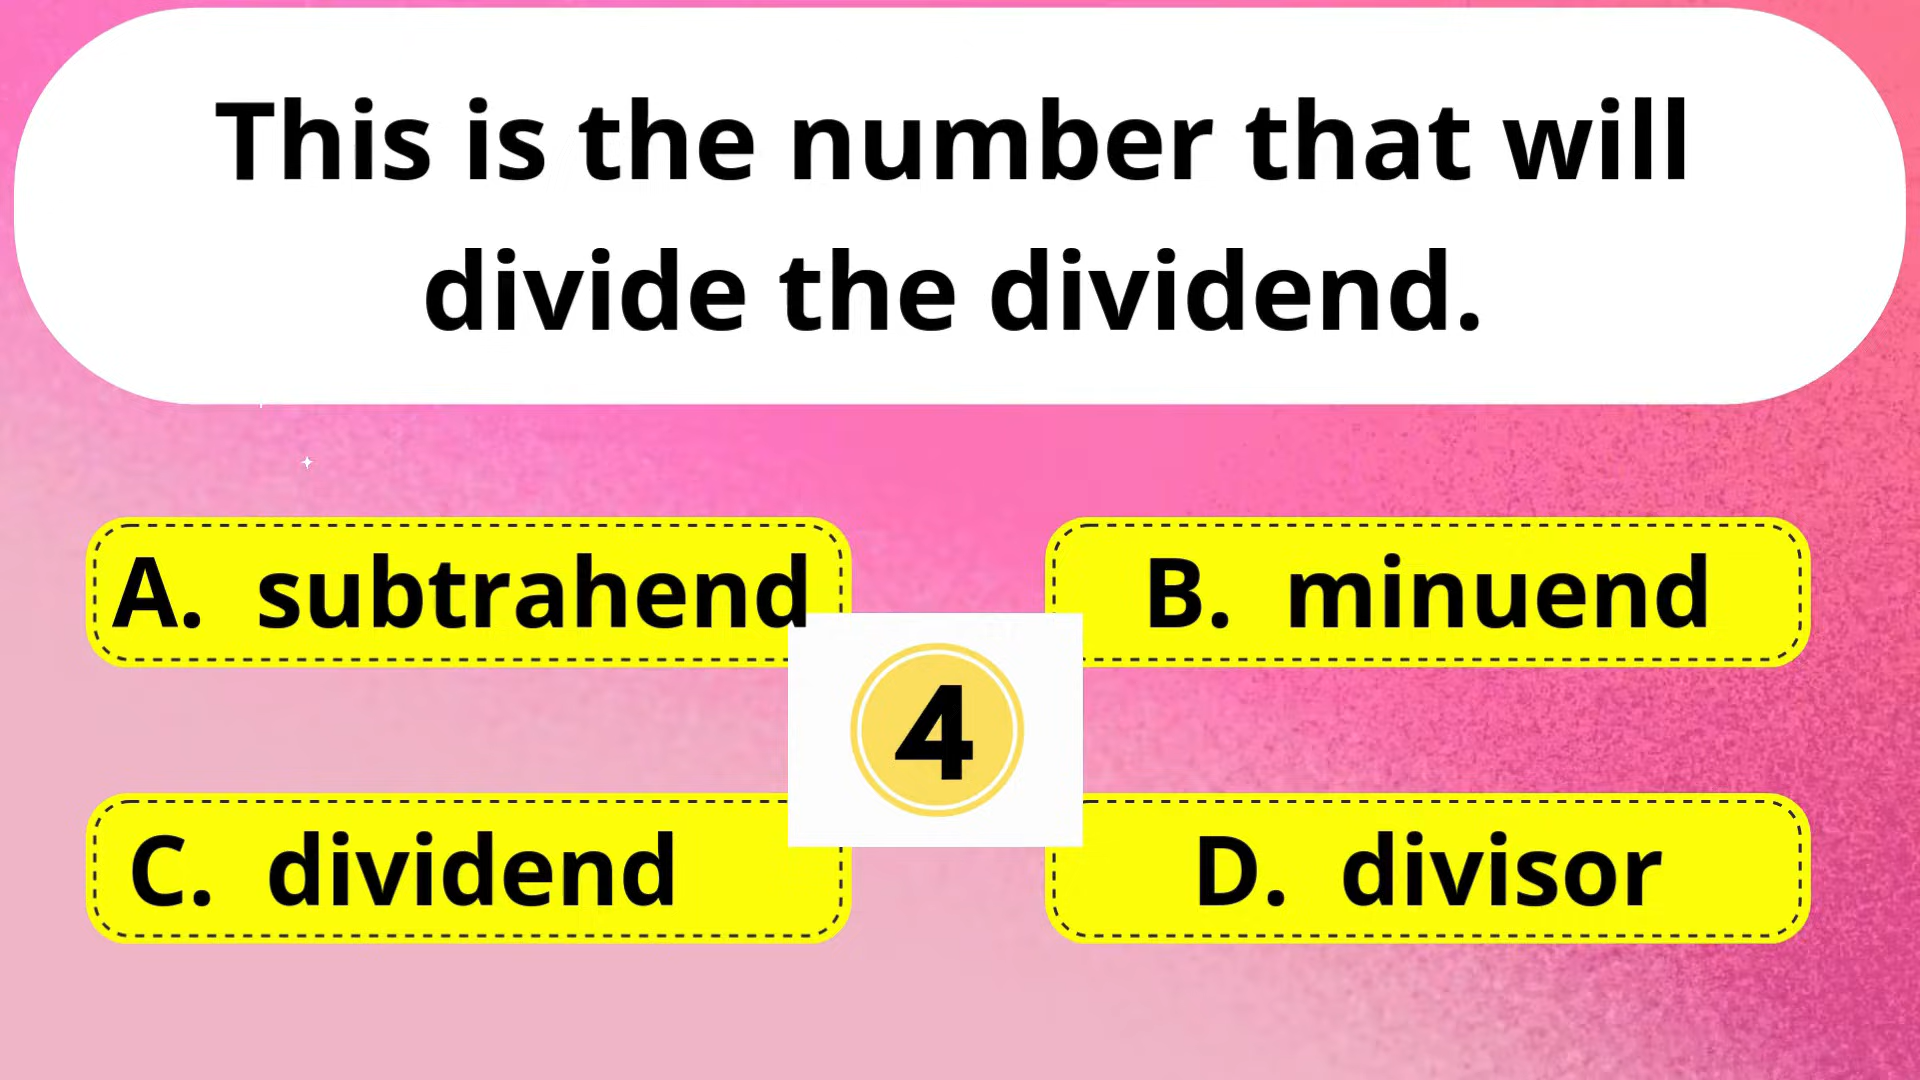 This is the number that will
divide the dividend.
A. subtrahend
B. minuend
4
C. dividend
D. divisor